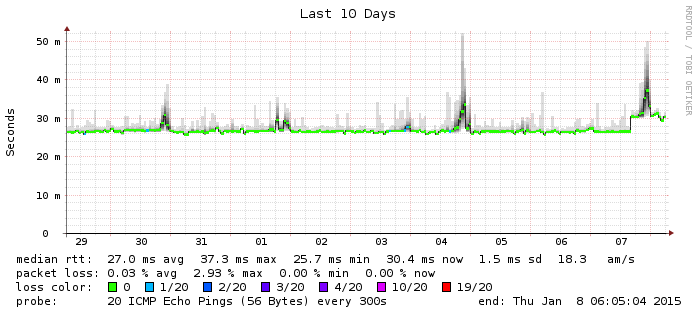 Last 10 Days
RRDTOOL / TOBI OETIKER
Seconds
50 m
40 m
30 m
20 m
10 m
0
29 30 31 01 02 03 04 05 06 07
median rtt: 27.0 ms avg 37.3 ms max 25.7 ms min 30.4 ms now 1.5 ms sd 18.3 am/s
packet loss: 0.03 % avg 2.93 % max 0.00 % min 0.00 % now
loss color: 0 1/20 2/20 3/20 4/20 10/20 19/20
probe: 20 ICMP Echo Pings (56 Bytes) every 300s end: Thu Jan 8 06:05:04 2015